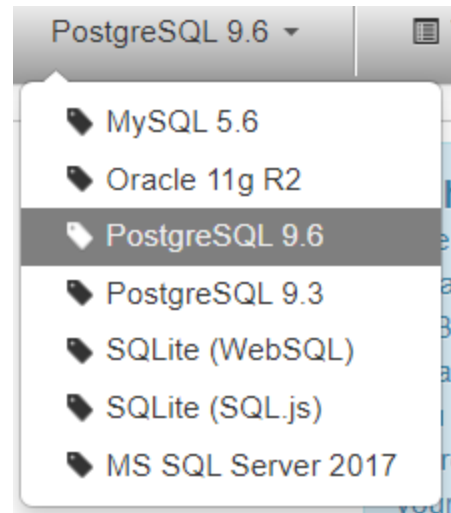 PostgreSQL 9.6
MySQL 5.6
Oracle 11g R2
PostgreSQL 9.6
PostgreSQL 9.3
SQLite (WebSQL)
SQLite (SQL.js)
MS SQL Server 2017